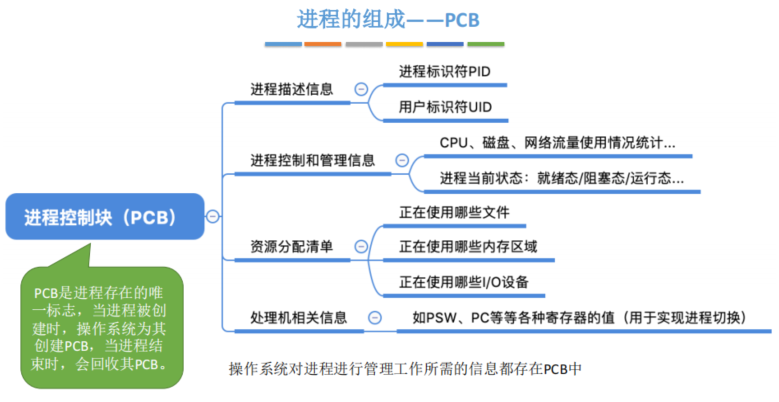 进程的组成——PCB
进程描述信息
进程标识符PID
用户标识符UID
进程控制和管理信息
CPU、磁盘、网络流量使用情况统计...
进程当前状态：就绪态/阻塞态/运行态...
进程控制块（PCB）
资源分配清单
正在使用哪些文件
正在使用哪些内存区域
正在使用哪些I/O设备
处理机相关信息
如PSW、PC等等各种寄存器的值（用于实现进程切换）
PCB是进程存在的唯
一标志，当进程被创
建时，操作系统为其
创建PCB，当进程结
束时，会回收其PCB。
操作系统对进程进行管理工作所需的信息都存在PCB中